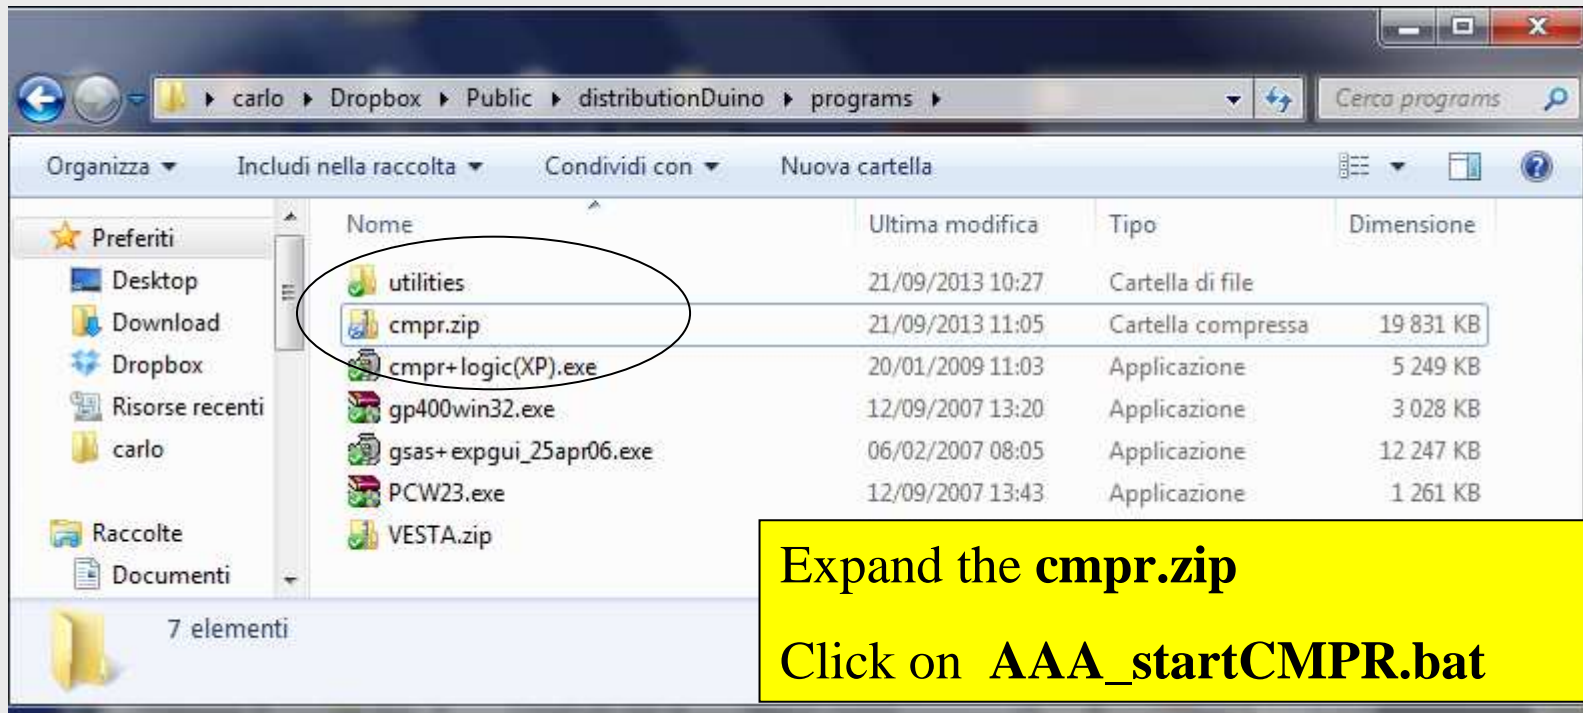 carlo Dropbox Public distributionDuino programs
Cerca programs
Organizza Includi nella raccolta Condividi con Nuova cartella
Preferiti
Desktop
Download
Dropbox
Risorse recenti
carlo
Raccolte
Documenti
Nome Ultima modifica Tipo Dimensione
utilities 21/09/2013 10:27 Cartella di file
cmpr.zip 21/09/2013 11:05 Cartella compressa 19 831 KB
cmpr+logic(XP).exe 20/01/2009 11:03 Applicazione 5 249 KB
gp400win32.exe 12/09/2007 13:20 Applicazione 3 028 KB
gsas+expgui_25apr06.exe 06/02/2007 08:05 Applicazione 12 247 KB
PCW23.exe 12/09/2007 13:43 Applicazione 1 261 KB
VESTA.zip
7 elementi
Expand the cmpr.zip
Click on AAA_startCMPR.bat